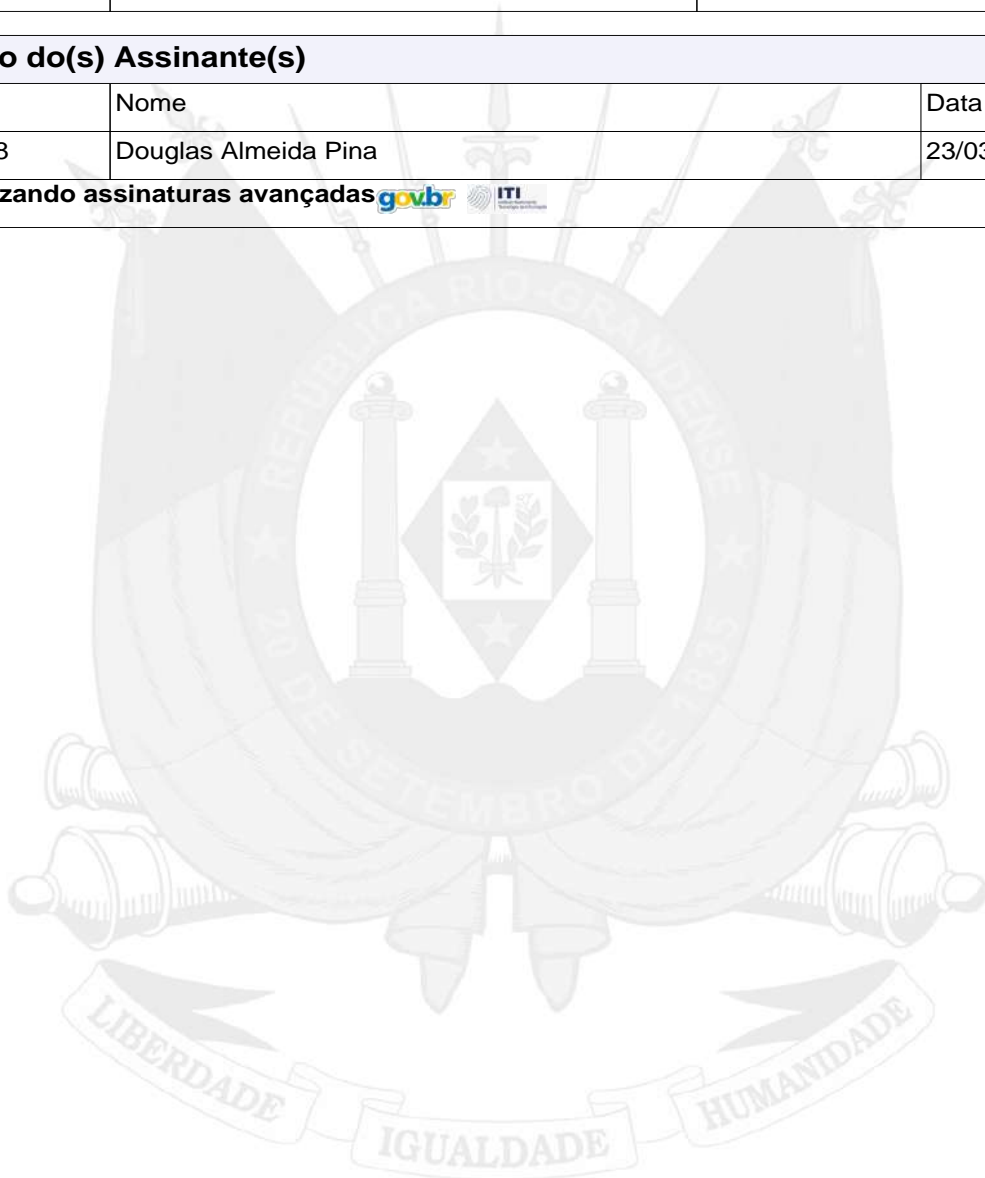 o do(s) Assinante(s)
Nome Data
8 Douglas Almeida Pina 23/03
zando assinaturas avançadas gov.br ITI
REPÚBLICA RIO-GRANDENSE
★ 20 DE SETEMBRO DE 1835 ★
LIBERDADE IGUALDADE HUMANIDADE